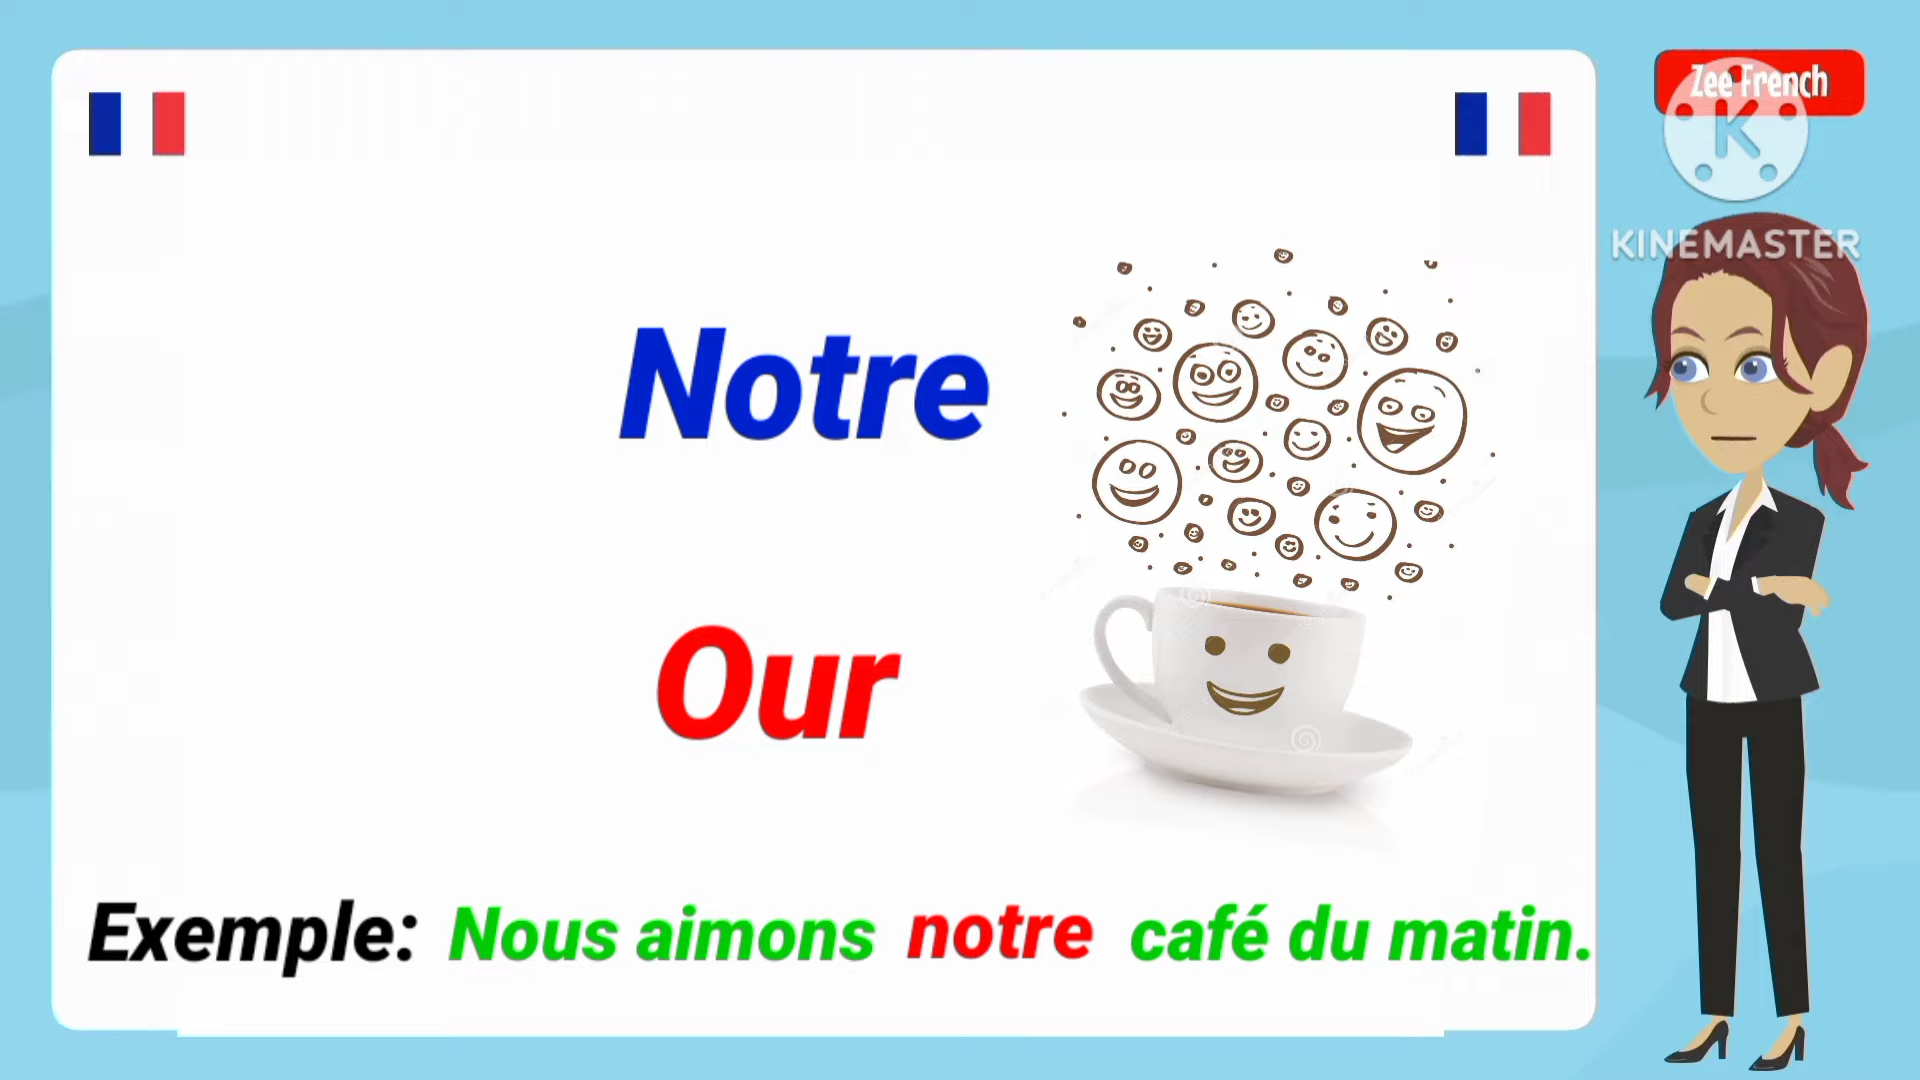 Zee French
K
KINEMASTER
Notre
Our
Exemple: Nous aimons notre café du matin.